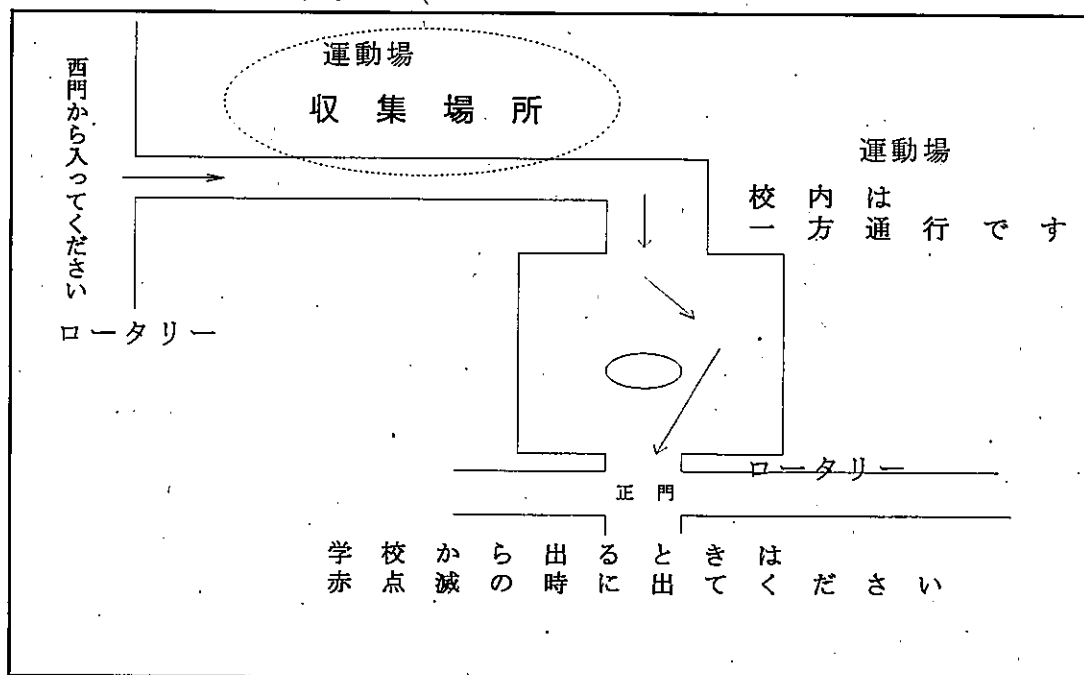 運動場
収集場所
西門から入ってください
運動場
校内は
一方通行です
ロータリー
ロータリー
正門
学校から出るときは
赤点滅の時に出てください